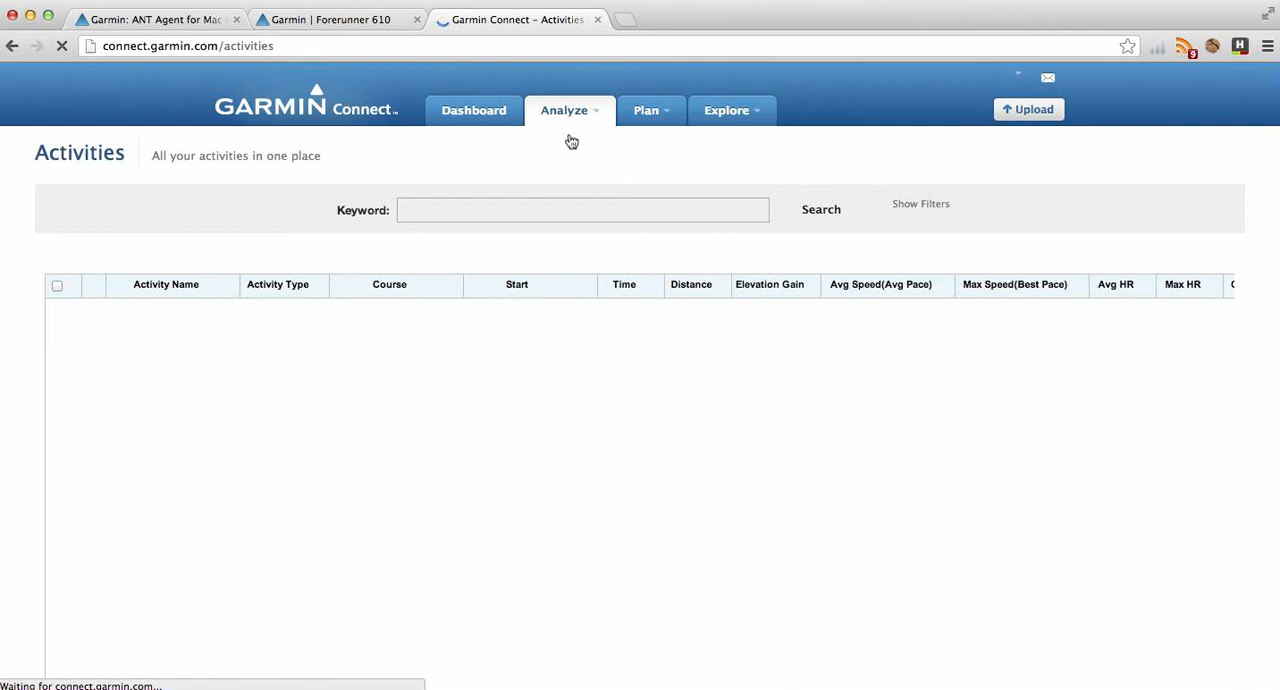 Garmin: ANT Agent for Mac
Garmin | Forerunner 610
Garmin Connect – Activities
connect.garmin.com/activities
9
H
GARMIN Connect™
Dashboard
Analyze
Plan
Explore
Upload
Activities
All your activities in one place
Keyword:
Search
Show Filters
Activity Name
Activity Type
Course
Start
Time
Distance
Elevation Gain
Avg Speed(Avg Pace)
Max Speed(Best Pace)
Avg HR
Max HR
Waiting for connect.garmin.com...